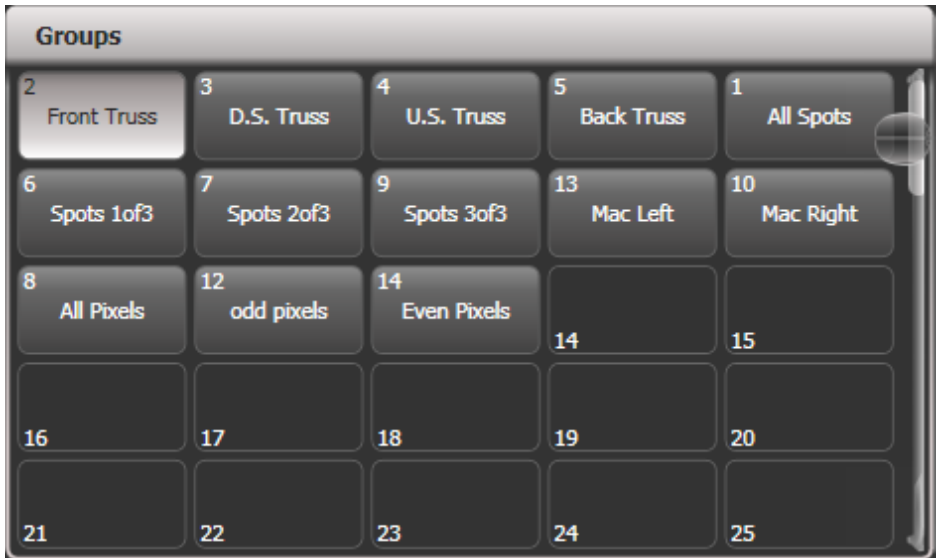 Groups
2
Front Truss
3
D.S. Truss
4
U.S. Truss
5
Back Truss
1
All Spots
6
Spots 1of3
7
Spots 2of3
9
Spots 3of3
13
Mac Left
10
Mac Right
8
All Pixels
12
odd pixels
14
Even Pixels
14
15
16
17
18
19
20
21
22
23
24
25